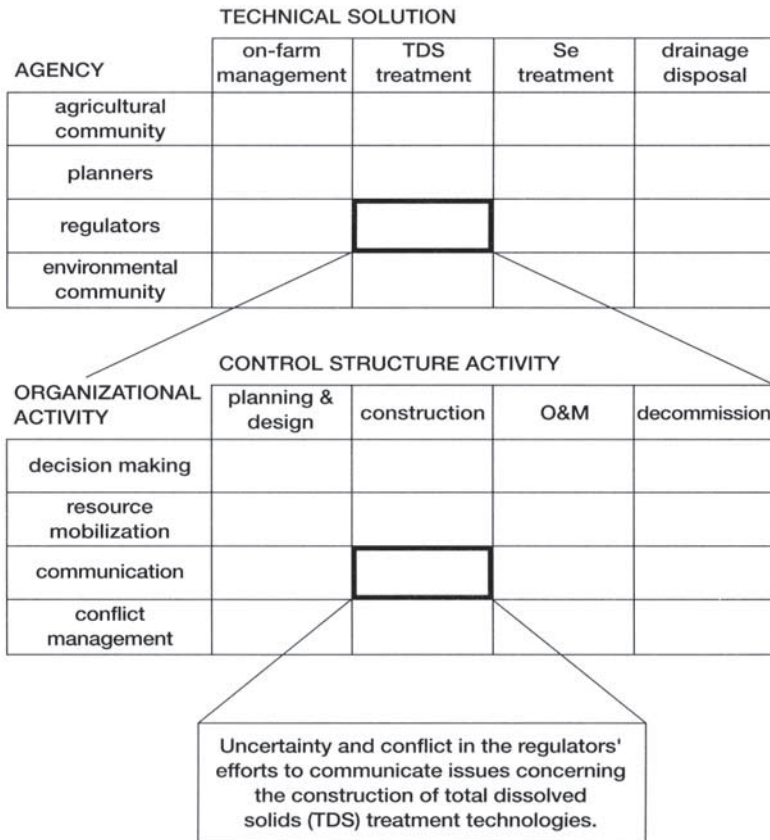 TECHNICAL SOLUTION
AGENCY
on-farm
management
TDS
treatment
Se
treatment
drainage
disposal
agricultural
community
planners
regulators
environmental
community
CONTROL STRUCTURE ACTIVITY
ORGANIZATIONAL
ACTIVITY
planning &
design
construction
O&M
decommission
decision making
resource
mobilization
communication
conflict
management
Uncertainty and conflict in the regulators'
efforts to communicate issues concerning
the construction of total dissolved
solids (TDS) treatment technologies.